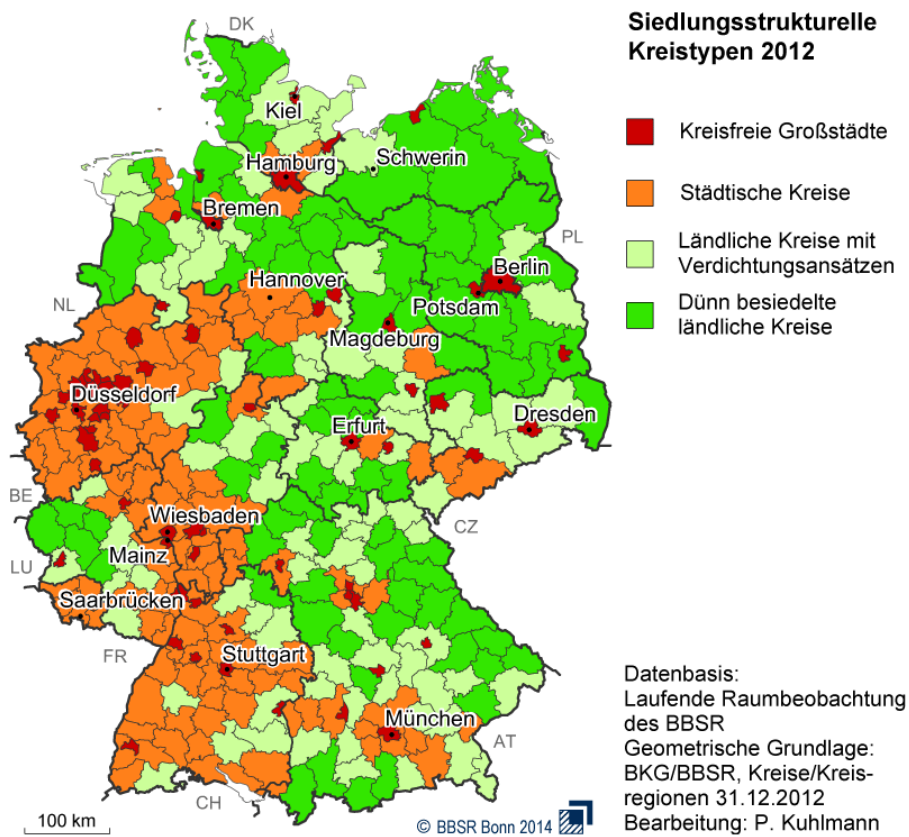 Siedlungsstrukturelle
Kreistypen 2012
Kreisfreie Großstädte
Städtische Kreise
Ländliche Kreise mit
Verdichtungsansätzen
Dünn besiedelte
ländliche Kreise
DK
Kiel
Hamburg
Schwerin
Bremen
PL
Berlin
Hannover
Potsdam
NL
Magdeburg
Düsseldorf
Dresden
Erfurt
BE
Wiesbaden
CZ
Mainz
LU
Saarbrücken
FR
Stuttgart
München
AT
CH
Datenbasis:
Laufende Raumbeobachtung
des BBSR
Geometrische Grundlage:
BKG/BBSR, Kreise/Kreis-
regionen 31.12.2012
Bearbeitung: P. Kuhlmann
100 km
© BBSR Bonn 2014